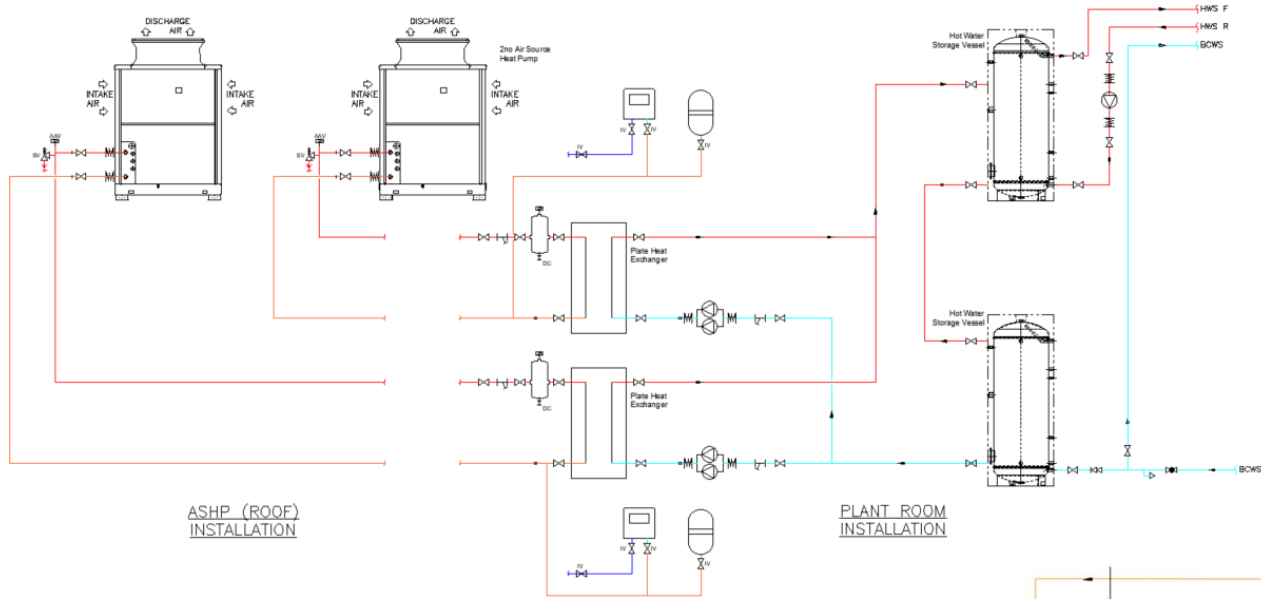 DISCHARGE
AIR
DISCHARGE
AIR
2no Air Source
Heat Pump
INTAKE
AIR
INTAKE
AIR
INTAKE
AIR
INTAKE
AIR
AAV
SV
AAV
SV
IV
IV
IV
IV
Hot Water
Storage Vessel
HWS F
HWS R
BCWS
DC
Plate Heat
Exchanger
Hot Water
Storage Vessel
DC
Plate Heat
Exchanger
BCWS
ASHP (ROOF)
INSTALLATION
PLANT ROOM
INSTALLATION
IV
IV
IV
IV